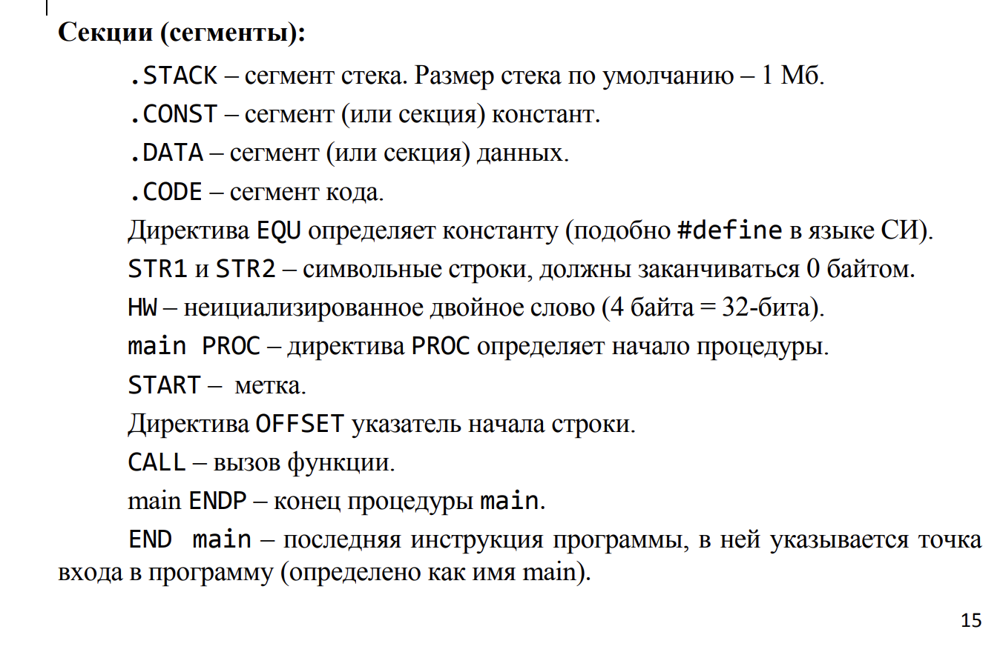 Секции (сегменты):
.STACK – сегмент стека. Размер стека по умолчанию – 1 Мб.
.CONST – сегмент (или секция) констант.
.DATA – сегмент (или секция) данных.
.CODE – сегмент кода.
Директива EQU определяет константу (подобно #define в языке СИ).
STR1 и STR2 – символьные строки, должны заканчиваться 0 байтом.
HW – неициализированное двойное слово (4 байта = 32-бита).
main PROC – директива PROC определяет начало процедуры.
START – метка.
Директива OFFSET указатель начала строки.
CALL – вызов функции.
main ENDP – конец процедуры main.
END main – последняя инструкция программы, в ней указывается точка
входа в программу (определено как имя main).
15